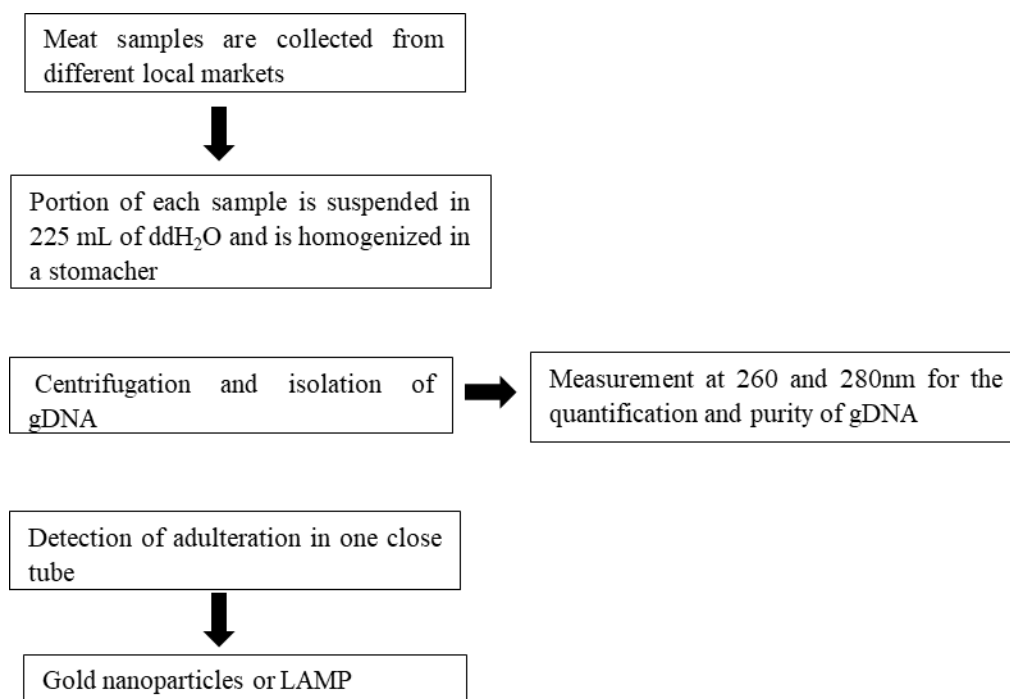 Meat samples are collected from
different local markets
Portion of each sample is suspended in
225 mL of ddH₂O and is homogenized in
a stomacher
Centrifugation and isolation of
gDNA
Measurement at 260 and 280nm for the
quantification and purity of gDNA
Detection of adulteration in one close
tube
Gold nanoparticles or LAMP